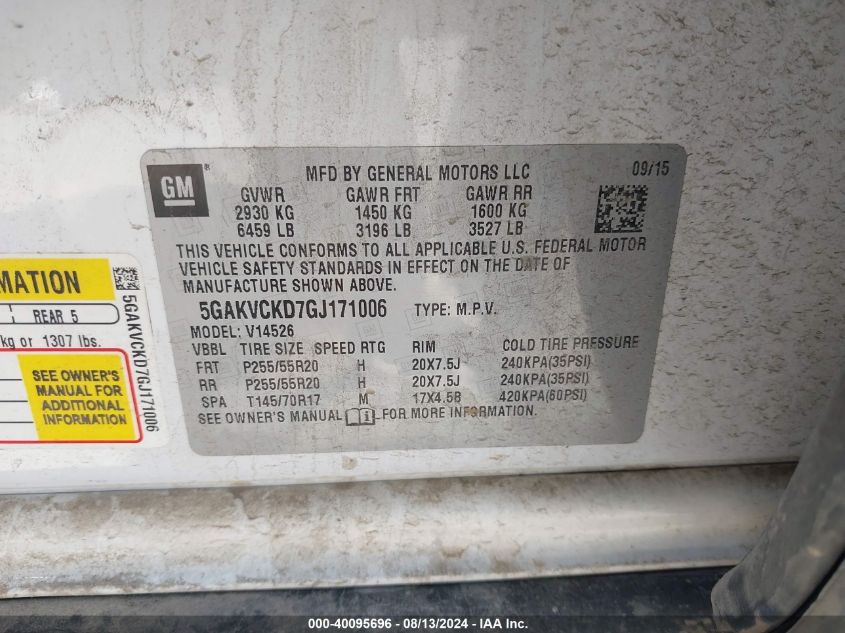 GM
MFD BY GENERAL MOTORS LLC 09/15
GVWR GAWR FRT GAWR RR
2930 KG 1450 KG 1600 KG
6459 LB 3196 LB 3527 LB
THIS VEHICLE CONFORMS TO ALL APPLICABLE U.S. FEDERAL MOTOR
VEHICLE SAFETY STANDARDS IN EFFECT ON THE DATE OF
MANUFACTURE SHOWN ABOVE.
5GAKVCKD7GJ171006 TYPE: M.P.V.
MODEL: V14526
VBBL TIRE SIZE SPEED RTG RIM COLD TIRE PRESSURE
FRT P255/55R20 H 20X7.5J 240KPA(35PSI)
RR P255/55R20 H 20X7.5J 240KPA(35PSI)
SPA T145/70R17 M 17X4.5B 420KPA(60PSI)
SEE OWNER'S MANUAL FOR MORE INFORMATION.
MATION
REAR 5
kg or 1307 lbs.
SEE OWNER'S
MANUAL FOR
ADDITIONAL
INFORMATION
5GAKVCKD7GJ171006
000-40095696 - 08/13/2024 - IAAI.COM